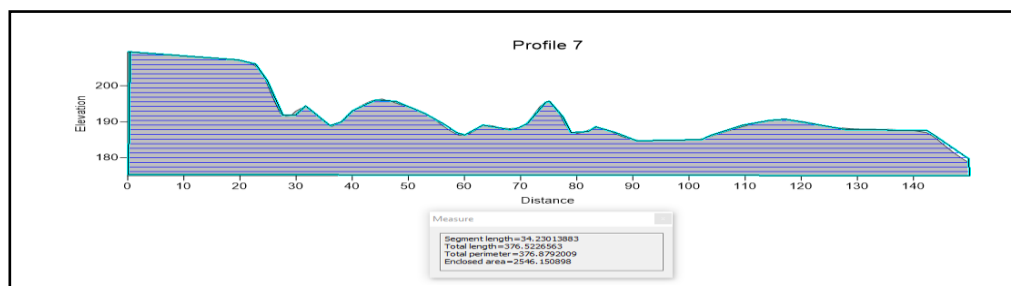 Profile 7
200
190
180
Elevation
0 10 20 30 40 50 60 70 80 90 100 110 120 130 140
Distance
Measure
Segment length=34.23013883
Total length=376.5226563
Total perimeter=376.8792009
Enclosed area=2546.150898